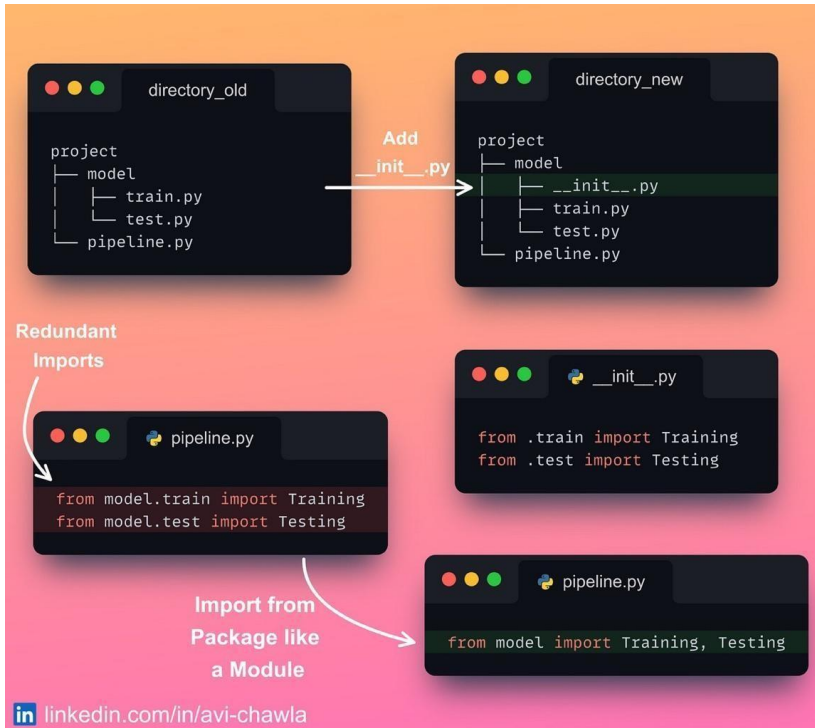 directory_old
project
├── model
│   ├── train.py
│   └── test.py
└── pipeline.py
Add
__init__.py
directory_new
project
├── model
│   ├── __init__.py
│   ├── train.py
│   └── test.py
└── pipeline.py
Redundant
Imports
pipeline.py
from model.train import Training
from model.test import Testing
__init__.py
from .train import Training
from .test import Testing
Import from
Package like
a Module
pipeline.py
from model import Training, Testing
in linkedin.com/in/avi-chawla